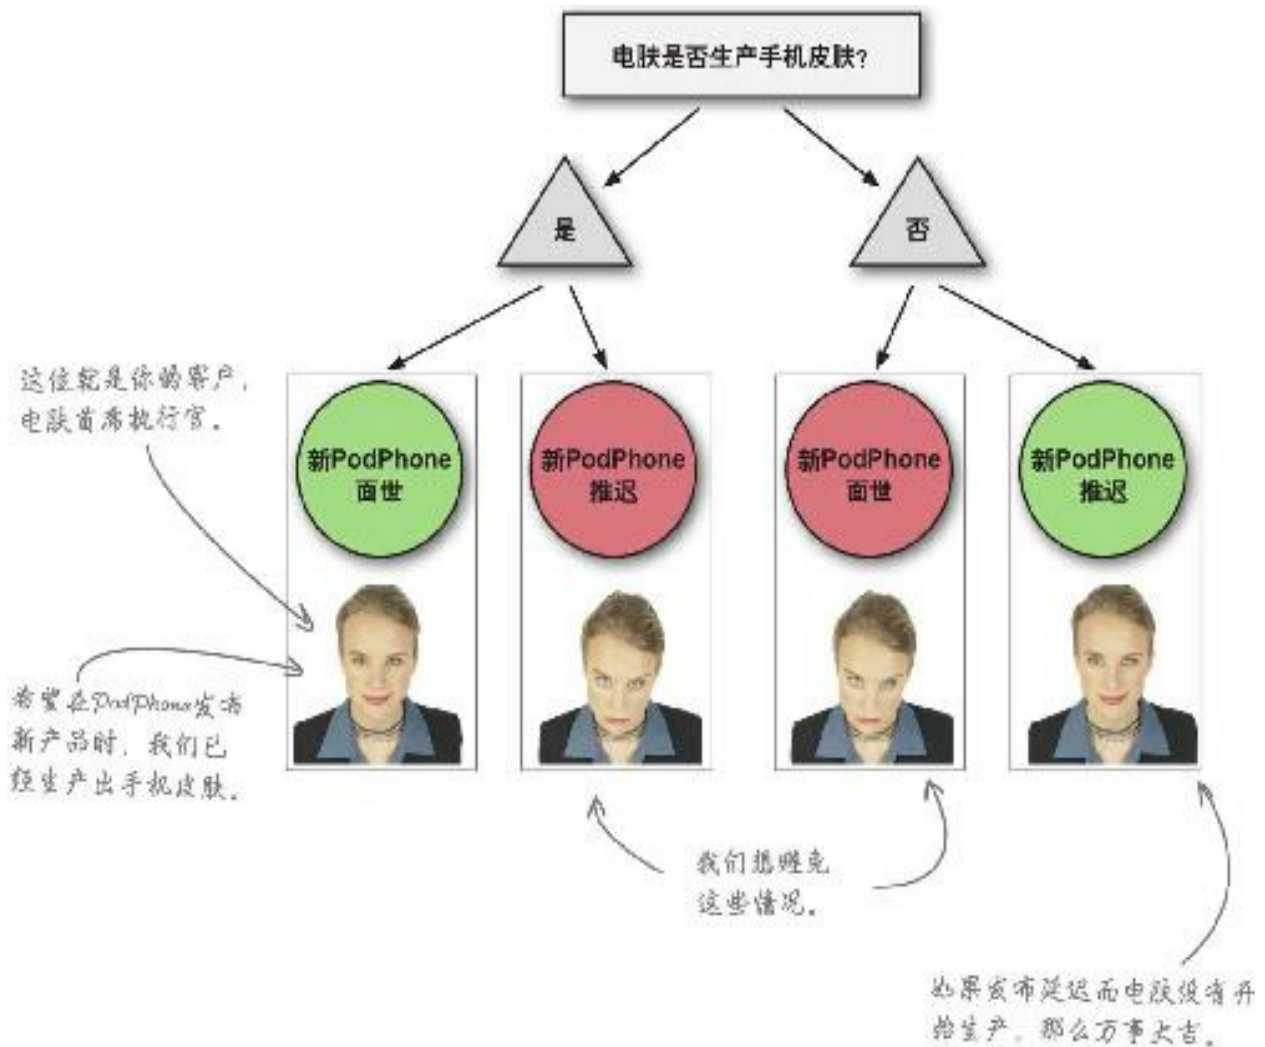 电肤是否生产手机皮肤？
是
否
这位就是你的客户，
电肤首席执行官。
新PodPhone
面世
新PodPhone
推迟
新PodPhone
面世
新PodPhone
推迟
希望在PodPhone发布
新产品时，我们已
经生产出手机皮肤。
我们想避免
这些情况。
如果发布延迟而电肤没有开
始生产，那么万事大吉。